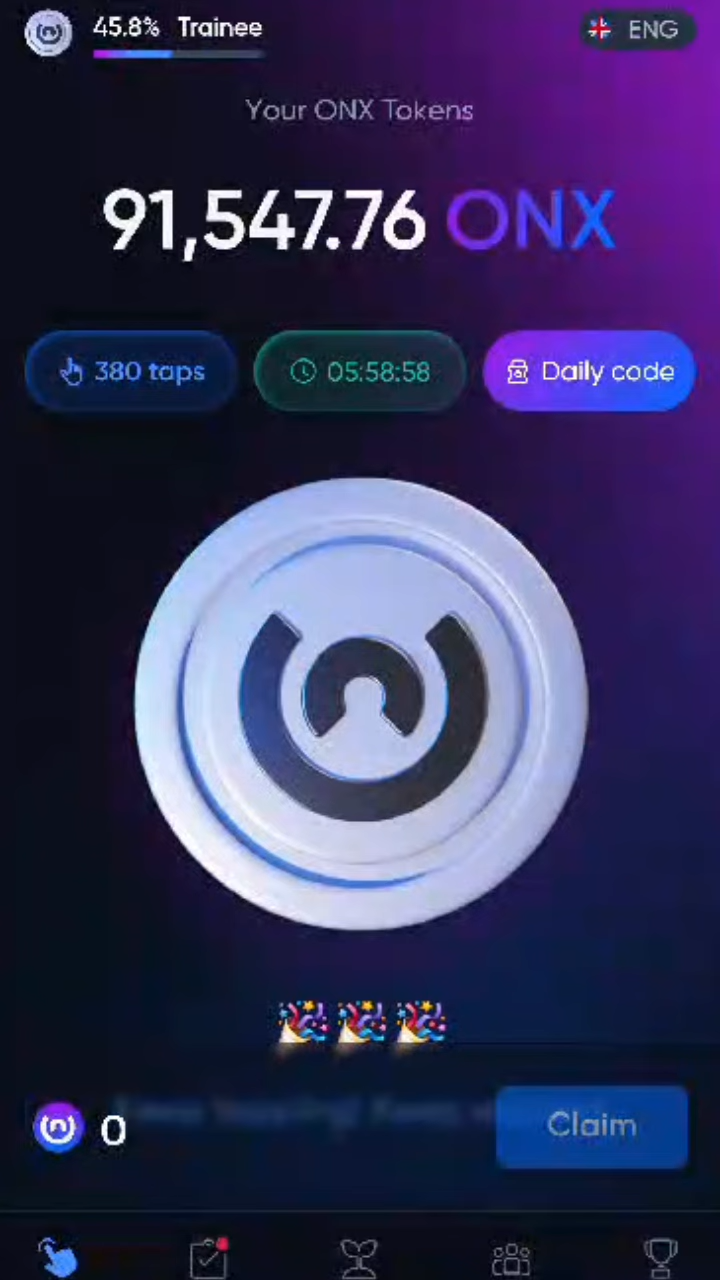 45.8% Trainee
ENG
Your ONX Tokens
91,547.76 ONX
380 taps
05:58:58
Daily code
0
Claim